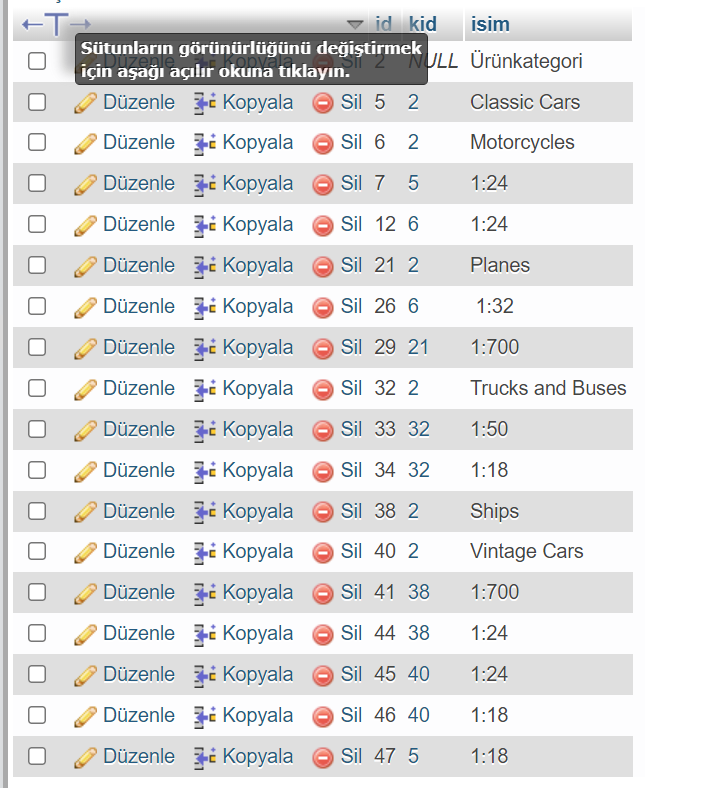 id kid isim
Sütunların görünürlüğünü değiştirmek
için aşağı açılır okuna tıklayın.
2 NULL Ürünkategori
Düzenle Kopyala Sil 5 2 Classic Cars
Düzenle Kopyala Sil 6 2 Motorcycles
Düzenle Kopyala Sil 7 5 1:24
Düzenle Kopyala Sil 12 6 1:24
Düzenle Kopyala Sil 21 2 Planes
Düzenle Kopyala Sil 26 6 1:32
Düzenle Kopyala Sil 29 21 1:700
Düzenle Kopyala Sil 32 2 Trucks and Buses
Düzenle Kopyala Sil 33 32 1:50
Düzenle Kopyala Sil 34 32 1:18
Düzenle Kopyala Sil 38 2 Ships
Düzenle Kopyala Sil 40 2 Vintage Cars
Düzenle Kopyala Sil 41 38 1:700
Düzenle Kopyala Sil 44 38 1:24
Düzenle Kopyala Sil 45 40 1:24
Düzenle Kopyala Sil 46 40 1:18
Düzenle Kopyala Sil 47 5 1:18